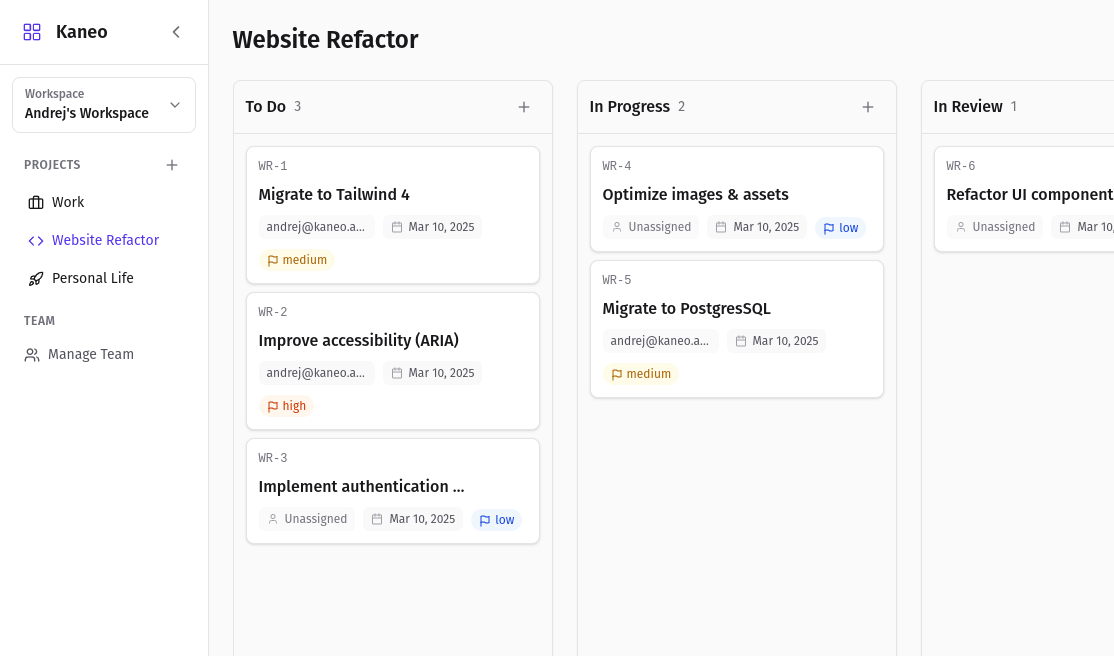 Kaneo
Workspace
Andrej's Workspace
PROJECTS
Work
Website Refactor
Personal Life
TEAM
Manage Team
Website Refactor
To Do 3
WR-1
Migrate to Tailwind 4
andrej@kaneo.a... Mar 10, 2025
medium
WR-2
Improve accessibility (ARIA)
andrej@kaneo.a... Mar 10, 2025
high
WR-3
Implement authentication ...
Unassigned Mar 10, 2025 low
In Progress 2
WR-4
Optimize images & assets
Unassigned Mar 10, 2025 low
WR-5
Migrate to PostgresSQL
andrej@kaneo.a... Mar 10, 2025
medium
In Review 1
WR-6
Refactor UI component
Unassigned Mar 10,